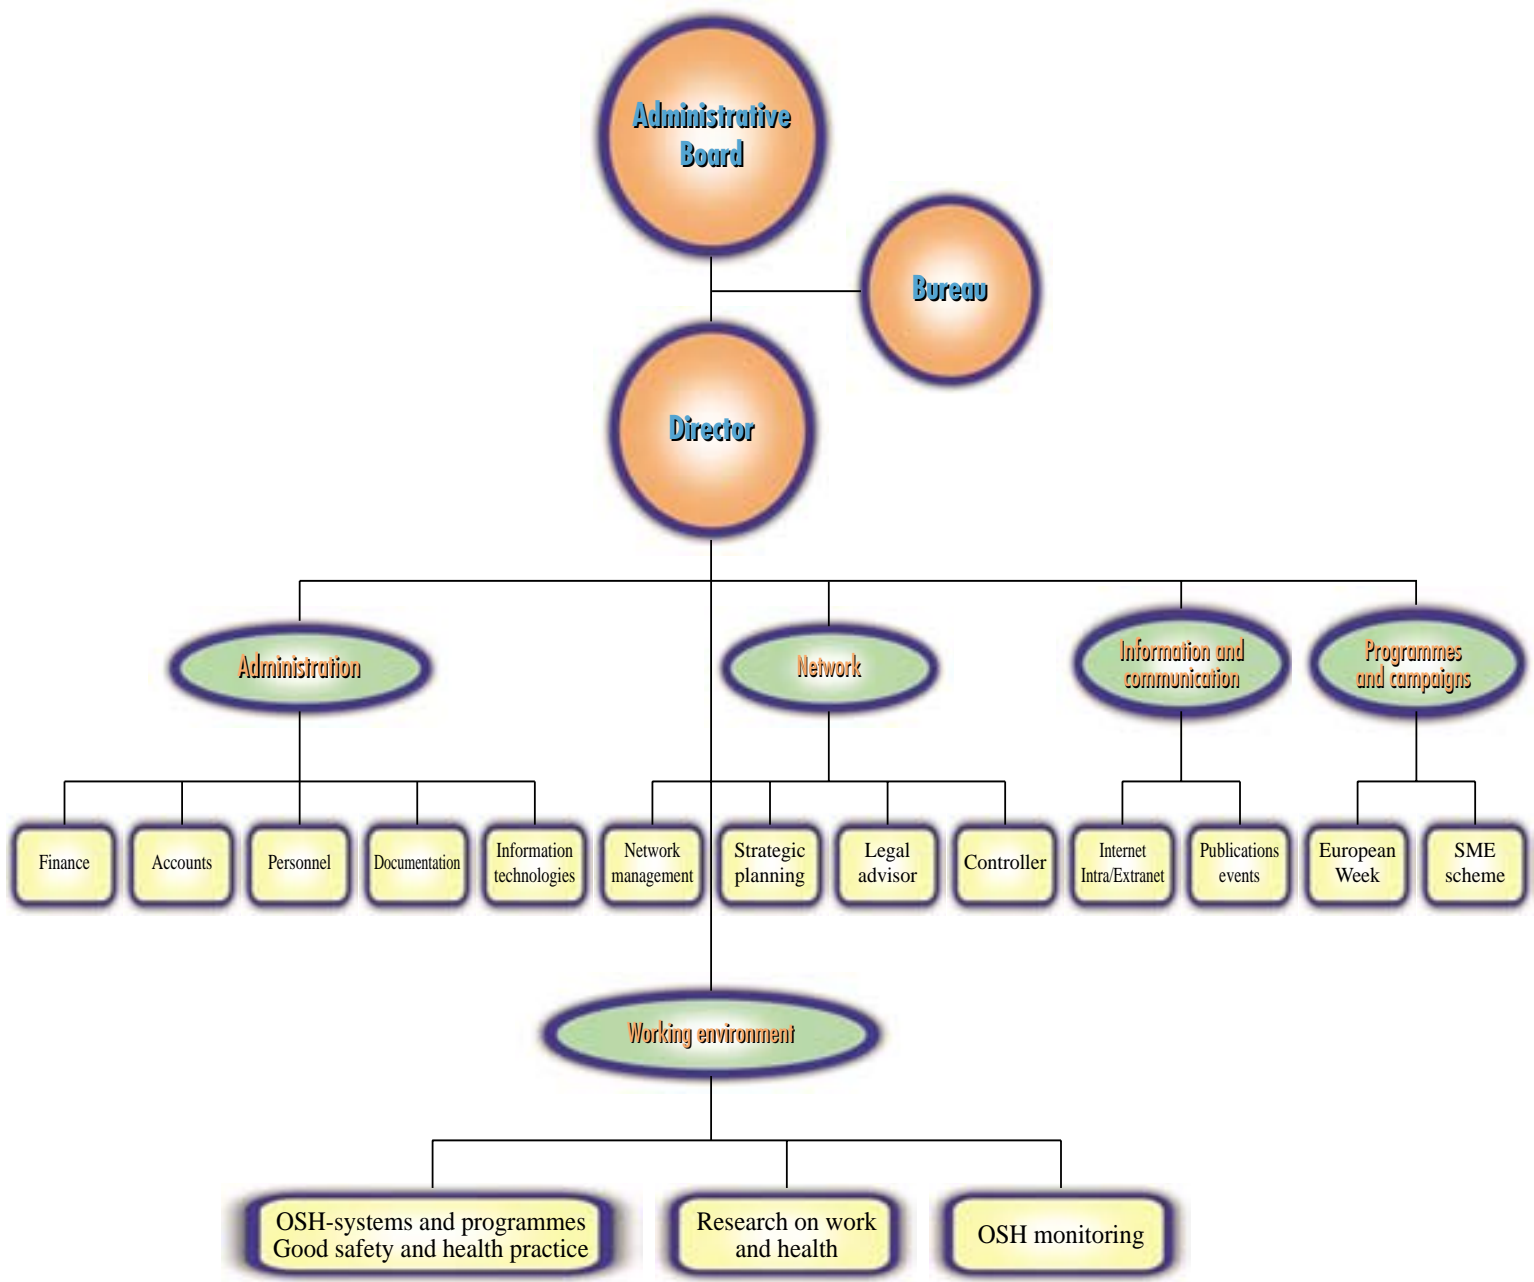 Administrative
Board
Bureau
Director
Administration
Network
Information and
communication
Programmes
and campaigns
Finance
Accounts
Personnel
Documentation
Information
technologies
Network
management
Strategic
planning
Legal
advisor
Controller
Internet
Intra/Extranet
Publications
events
European
Week
SME
scheme
Working environment
OSH-systems and programmes
Good safety and health practice
Research on work
and health
OSH monitoring